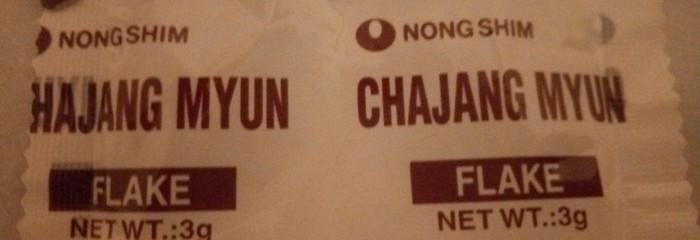 NONGSHIM NONGSHIM
HAJANG MYUN CHAJANG MYUN
FLAKE FLAKE
NET WT.:3g NET WT.:3g